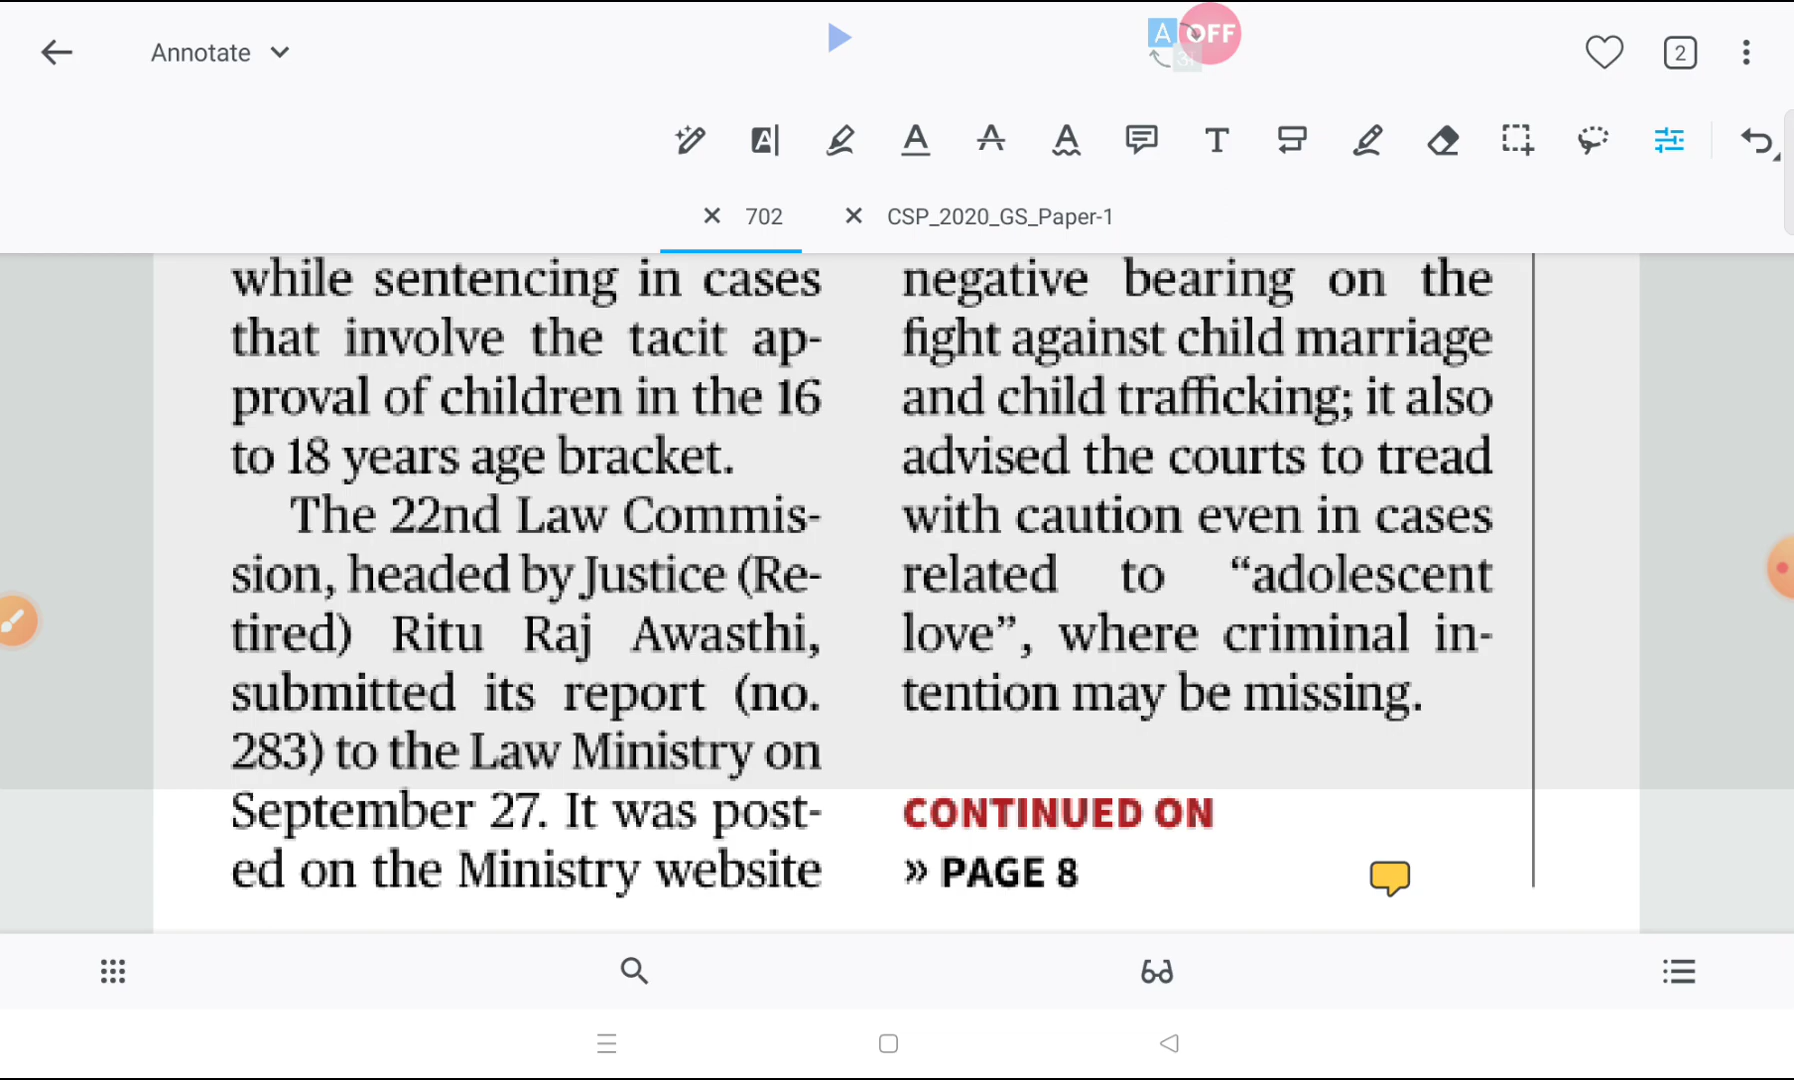 Annotate
A OFF
2
702
CSP_2020_GS_Paper-1
while sentencing in cases
that involve the tacit ap-
proval of children in the 16
to 18 years age bracket.
The 22nd Law Commis-
sion, headed by Justice (Re-
tired) Ritu Raj Awasthi,
submitted its report (no.
283) to the Law Ministry on
September 27. It was post-
ed on the Ministry website
negative bearing on the
fight against child marriage
and child trafficking; it also
advised the courts to tread
with caution even in cases
related to “adolescent
love”, where criminal in-
tention may be missing.
CONTINUED ON
» PAGE 8